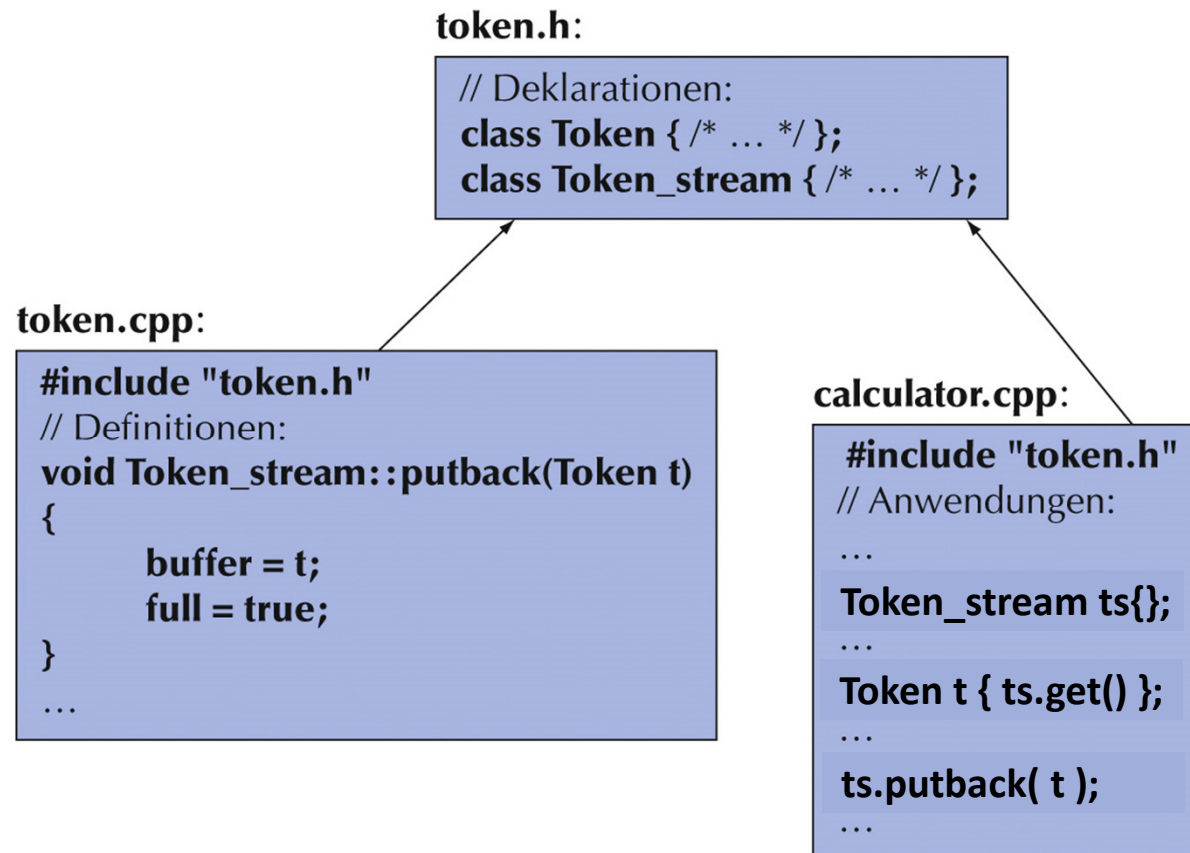 token.h:
// Deklarationen:
class Token { /* … */ };
class Token_stream { /* … */ };
token.cpp:
#include "token.h"
// Definitionen:
void Token_stream::putback(Token t)
{
buffer = t;
full = true;
}
…
calculator.cpp:
#include "token.h"
// Anwendungen:
…
Token_stream ts{};
…
Token t { ts.get() };
…
ts.putback( t );
…